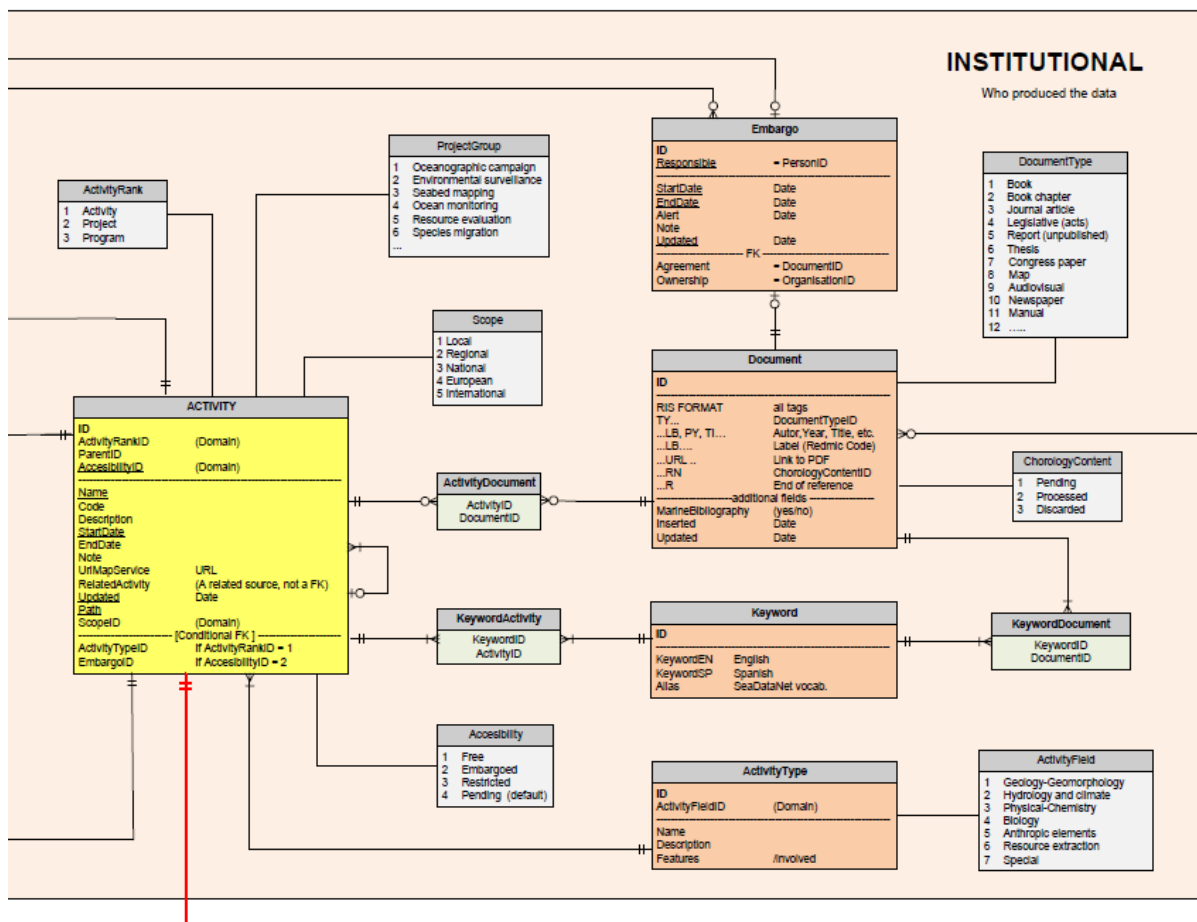 INSTITUTIONAL
Who produced the data
Embargo
ID
Responsible = PersonID
StartDate Date
EndDate Date
Alert Date
Note
Updated Date
FK
Agreement = DocumentID
Ownership = OrganisationID
ProjectGroup
1 Oceanographic campaign
2 Environmental surveillance
3 Seabed mapping
4 Ocean monitoring
5 Resource evaluation
6 Species migration
...
DocumentType
1 Book
2 Book chapter
3 Journal article
4 Legislative (acts)
5 Report (unpublished)
6 Thesis
7 Congress paper
8 Map
9 Audiovisual
10 Newspaper
11 Manual
12 .....
ActivityRank
1 Activity
2 Project
3 Program
Scope
1 Local
2 Regional
3 National
4 European
5 International
Document
ID
RIS FORMAT all tags
TY... DocumentTypeID
...LB, PY, TI... Autor,Year, Title, etc.
...LB.... Label (Redmic Code)
...URL .. Link to PDF
...RN ChorologyContentID
...R End of reference
additional fields
MarineBibliography (yes/no)
Inserted Date
Updated Date
ACTIVITY
ID
ActivityRankID (Domain)
ParentID
AccesibilityID (Domain)
Name
Code
Description
StartDate
EndDate
Note
UrlMapService URL
RelatedActivity (A related source, not a FK)
Updated Date
Path
ScopeID (Domain)
[Conditional FK ]
ActivityTypeID If ActivityRankID = 1
EmbargoID If AccesibilityID = 2
ActivityDocument
ActivityID
DocumentID
ChorologyContent
1 Pending
2 Processed
3 Discarded
KeywordActivity
KeywordID
ActivityID
Keyword
ID
KeywordEN English
KeywordSP Spanish
Alias SeaDataNet vocab.
KeywordDocument
KeywordID
DocumentID
Accesibility
1 Free
2 Embargoed
3 Restricted
4 Pending (default)
ActivityType
ID
ActivityFieldID (Domain)
Name
Description
Features /Involved
ActivityField
1 Geology-Geomorphology
2 Hydrology and climate
3 Physical-Chemistry
4 Biology
5 Anthropic elements
6 Resource extraction
7 Special